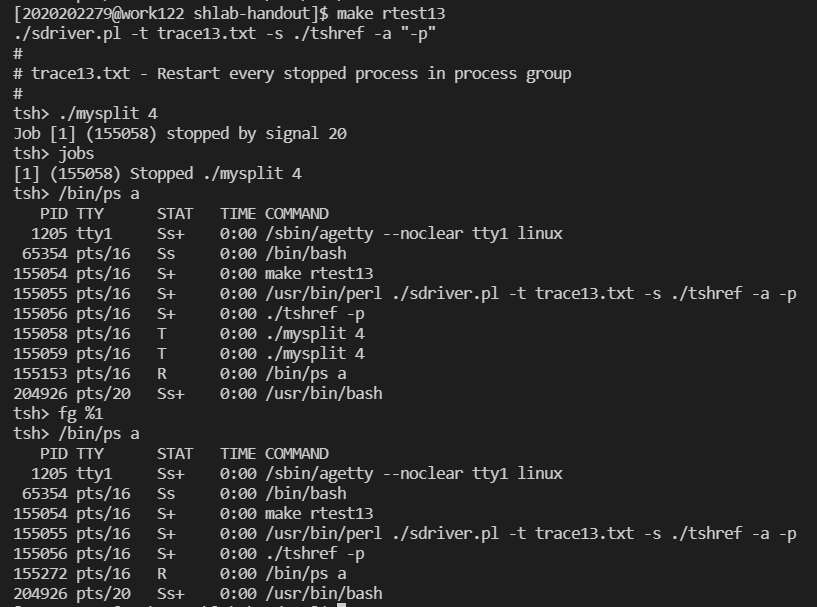 [2020202279@work122 shlab-handout]$ make rtest13
./sdriver.pl -t trace13.txt -s ./tshref -a "-p"
#
# trace13.txt - Restart every stopped process in process group
#
tsh> ./mysplit 4
Job [1] (155058) stopped by signal 20
tsh> jobs
[1] (155058) Stopped ./mysplit 4
tsh> /bin/ps a
   PID TTY      STAT   TIME COMMAND
  1205 tty1     Ss+    0:00 /sbin/agetty --noclear tty1 linux
 65354 pts/16   Ss     0:00 /bin/bash
155054 pts/16   S+     0:00 make rtest13
155055 pts/16   S+     0:00 /usr/bin/perl ./sdriver.pl -t trace13.txt -s ./tshref -a -p
155056 pts/16   S+     0:00 ./tshref -p
155058 pts/16   T      0:00 ./mysplit 4
155059 pts/16   T      0:00 ./mysplit 4
155153 pts/16   R      0:00 /bin/ps a
204926 pts/20   Ss+    0:00 /usr/bin/bash
tsh> fg %1
tsh> /bin/ps a
   PID TTY      STAT   TIME COMMAND
  1205 tty1     Ss+    0:00 /sbin/agetty --noclear tty1 linux
 65354 pts/16   Ss     0:00 /bin/bash
155054 pts/16   S+     0:00 make rtest13
155055 pts/16   S+     0:00 /usr/bin/perl ./sdriver.pl -t trace13.txt -s ./tshref -a -p
155056 pts/16   S+     0:00 ./tshref -p
155272 pts/16   R      0:00 /bin/ps a
204926 pts/20   Ss+    0:00 /usr/bin/bash